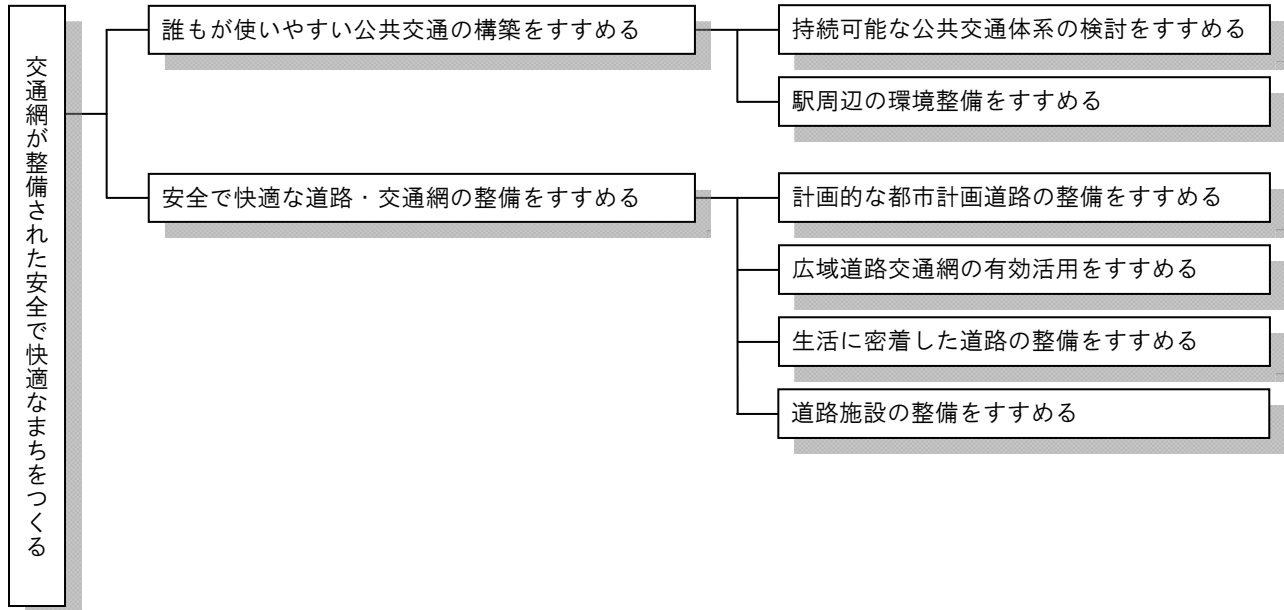 交通網が整備された安全で快適なまちをつくる
誰もが使いやすい公共交通の構築をすすめる
持続可能な公共交通体系の検討をすすめる
駅周辺の環境整備をすすめる
安全で快適な道路・交通網の整備をすすめる
計画的な都市計画道路の整備をすすめる
広域道路交通網の有効活用をすすめる
生活に密着した道路の整備をすすめる
道路施設の整備をすすめる